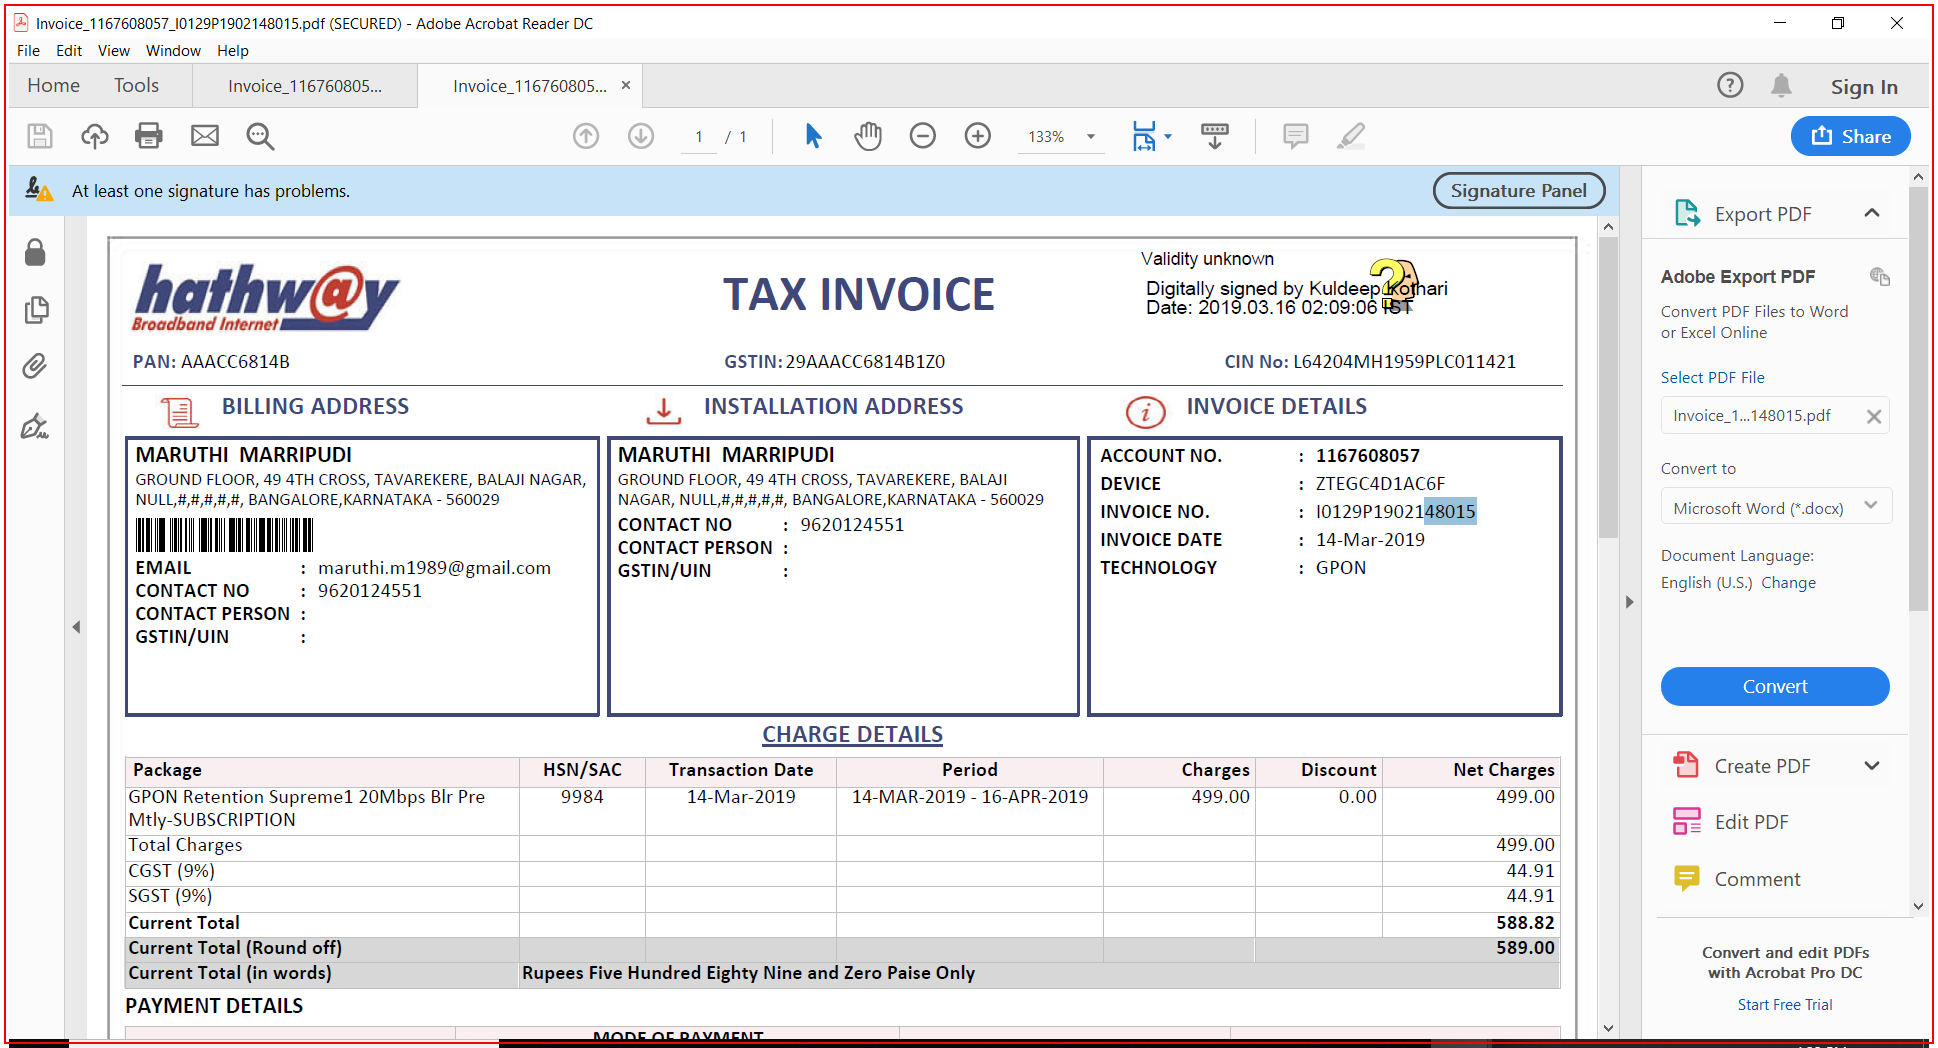 Invoice_1167608057_I0129P1902148015.pdf (SECURED) - Adobe Acrobat Reader DC
File Edit View Window Help
Home Tools Invoice_116760805... Invoice_116760805... ×
Sign In
1 / 1 133% Share
At least one signature has problems. Signature Panel
hathw@y
Broadband Internet
TAX INVOICE
Validity unknown
Digitally signed by Kuldeep Kothari
Date: 2019.03.16 02:09:06 IST
PAN: AAACC6814B GSTIN: 29AAACC6814B1Z0 CIN No: L64204MH1959PLC011421
BILLING ADDRESS INSTALLATION ADDRESS INVOICE DETAILS
MARUTHI MARRIPUDI
GROUND FLOOR, 49 4TH CROSS, TAVAREKERE, BALAJI NAGAR,
NULL,#,#,#,#,#, BANGALORE,KARNATAKA - 560029
EMAIL : maruthi.m1989@gmail.com
CONTACT NO : 9620124551
CONTACT PERSON :
GSTIN/UIN :
MARUTHI MARRIPUDI
GROUND FLOOR, 49 4TH CROSS, TAVAREKERE, BALAJI
NAGAR, NULL,#,#,#,#,#, BANGALORE,KARNATAKA - 560029
CONTACT NO : 9620124551
CONTACT PERSON :
GSTIN/UIN :
ACCOUNT NO. : 1167608057
DEVICE : ZTEGC4D1AC6F
INVOICE NO. : I0129P1902148015
INVOICE DATE : 14-Mar-2019
TECHNOLOGY : GPON
CHARGE DETAILS
Package HSN/SAC Transaction Date Period Charges Discount Net Charges
GPON Retention Supreme1 20Mbps Blr Pre 9984 14-Mar-2019 14-MAR-2019 - 16-APR-2019 499.00 0.00 499.00
Mtly-SUBSCRIPTION
Total Charges 499.00
CGST (9%) 44.91
SGST (9%) 44.91
Current Total 588.82
Current Total (Round off) 589.00
Current Total (in words) Rupees Five Hundred Eighty Nine and Zero Paise Only
PAYMENT DETAILS
MODE OF PAYMENT
Export PDF
Adobe Export PDF
Convert PDF Files to Word
or Excel Online
Select PDF File
Invoice_1...148015.pdf
Convert to
Microsoft Word (*.docx)
Document Language:
English (U.S.) Change
Convert
Create PDF
Edit PDF
Comment
Convert and edit PDFs
with Acrobat Pro DC
Start Free Trial